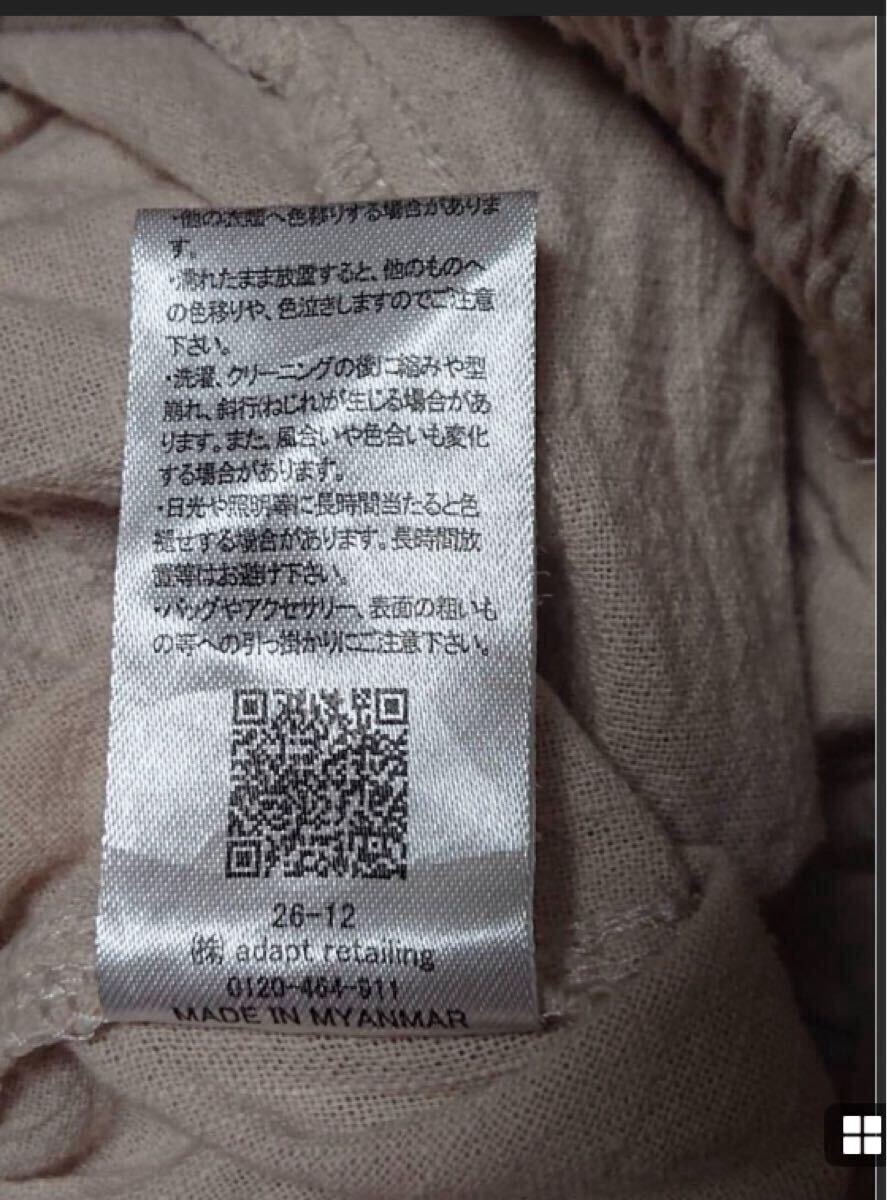 ・他の衣類へ色移りする場合がありま
す。
・濡れたまま放置すると、他のものへ
の色移りや、色泣きしますのでご注意
下さい。
・洗濯、クリーニングの後に縮みや型
崩れ、斜行(ねじれ)が生じる場合があ
ります。また、風合いや色合いも変化
する場合があります。
・日光や照明等に長時間当たると色
褪せする場合があります。長時間放
置等はお避け下さい。
・バッグやアクセサリー、表面の粗いも
の等への引っ掛かりにご注意下さい。
26-12
(株) adapt retailing
0120-464-911
MADE IN MYANMAR